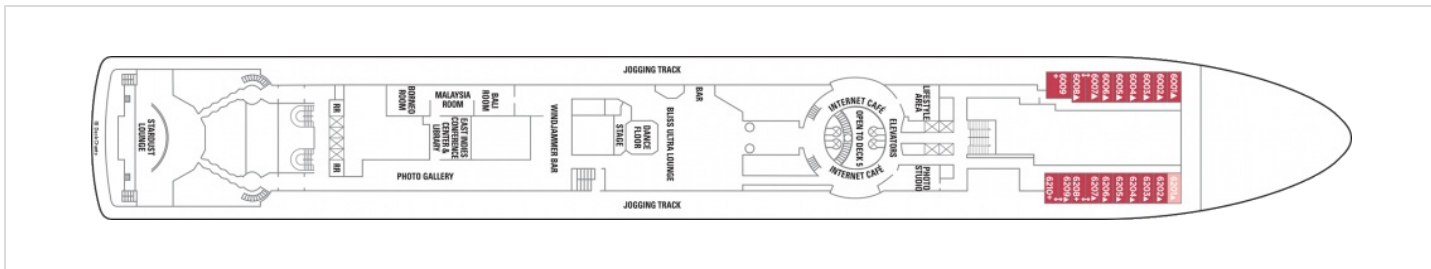 JOGGING TRACK
STARDUST
LOUNGE
RR
RR
BORNEO
ROOM
MALAYSIA
ROOM
BALI
ROOM
EAST INDIES
CONFERENCE
CENTER &
LIBRARY
PHOTO GALLERY
WINDJAMMER BAR
STAGE
DANCE
FLOOR
BLISS ULTRA LOUNGE
BAR
INTERNET CAFÉ
OPEN TO DECK 5
INTERNET CAFÉ
ELEVATORS
LIFESTYLE
AREA
PHOTO
STUDIO
6009
6008
6007
6006
6005
6004
6003
6002
6001
6210
6209
6208
6207
6206
6205
6204
6203
6202
6201
JOGGING TRACK